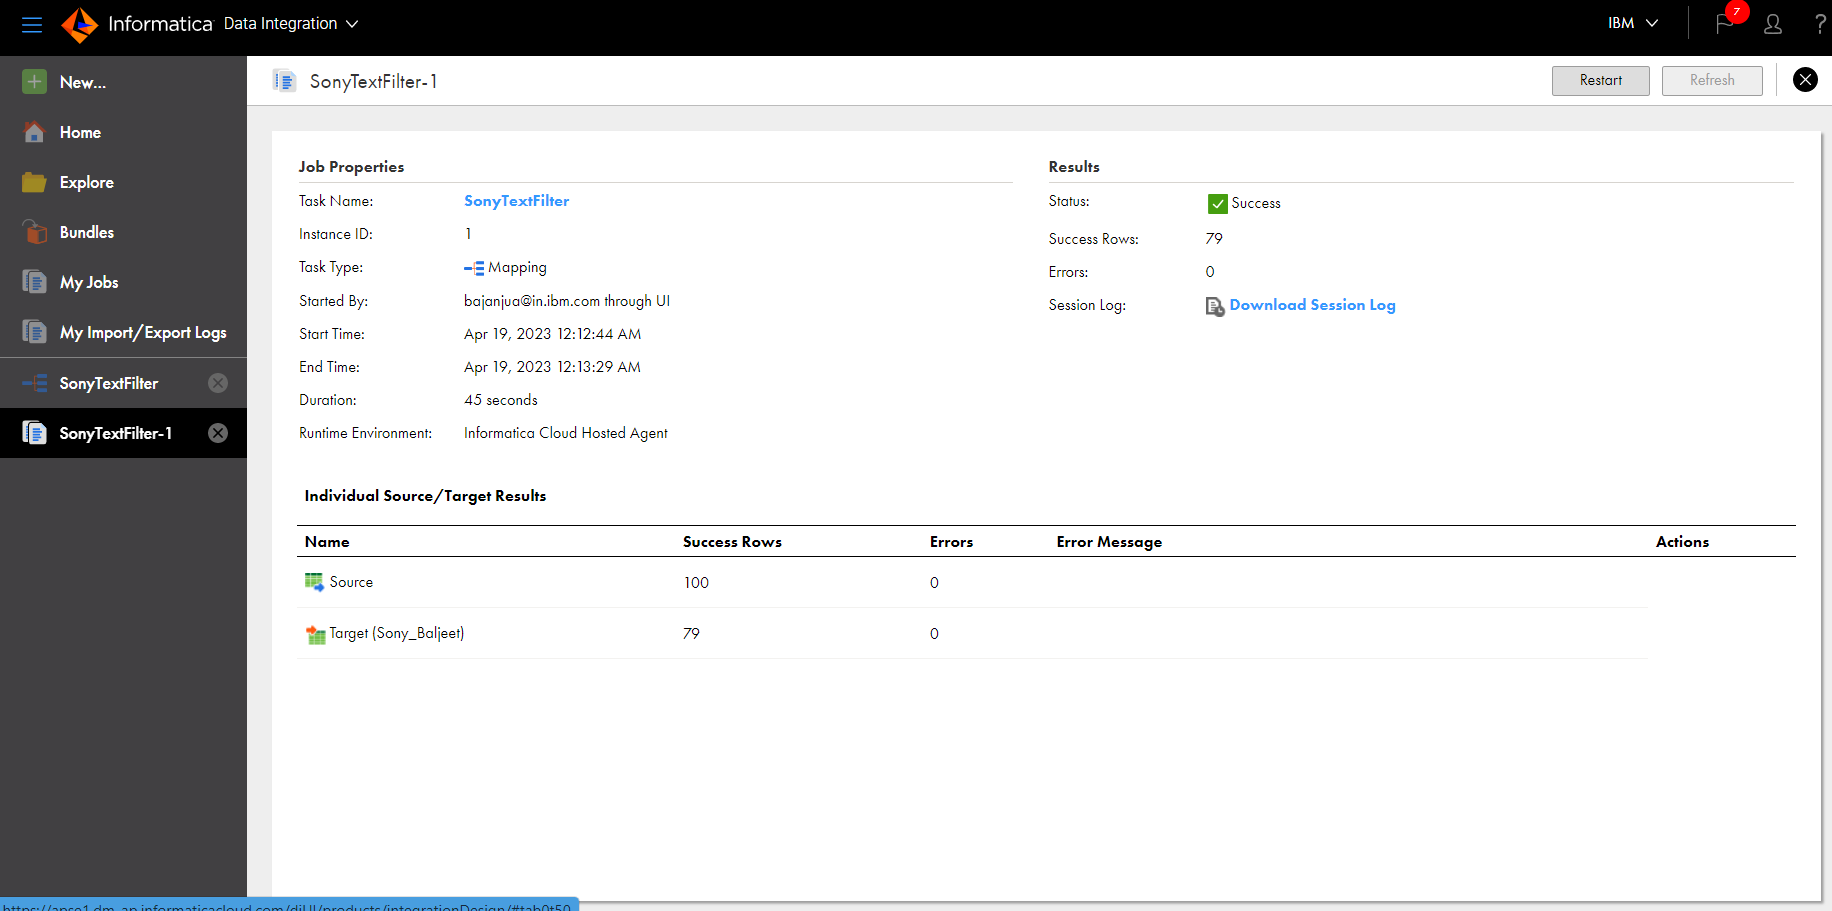 Informatica Data Integration
IBM
7
?
New...
Home
Explore
Bundles
My Jobs
My Import/Export Logs
SonyTextFilter
SonyTextFilter-1
SonyTextFilter-1
Restart
Refresh
Job Properties
Task Name: SonyTextFilter
Instance ID: 1
Task Type: Mapping
Started By: bajanjua@in.ibm.com through UI
Start Time: Apr 19, 2023 12:12:44 AM
End Time: Apr 19, 2023 12:13:29 AM
Duration: 45 seconds
Runtime Environment: Informatica Cloud Hosted Agent
Results
Status: Success
Success Rows: 79
Errors: 0
Session Log: Download Session Log
Individual Source/Target Results
Name Success Rows Errors Error Message Actions
Source 100 0
Target (Sony_Baljeet) 79 0